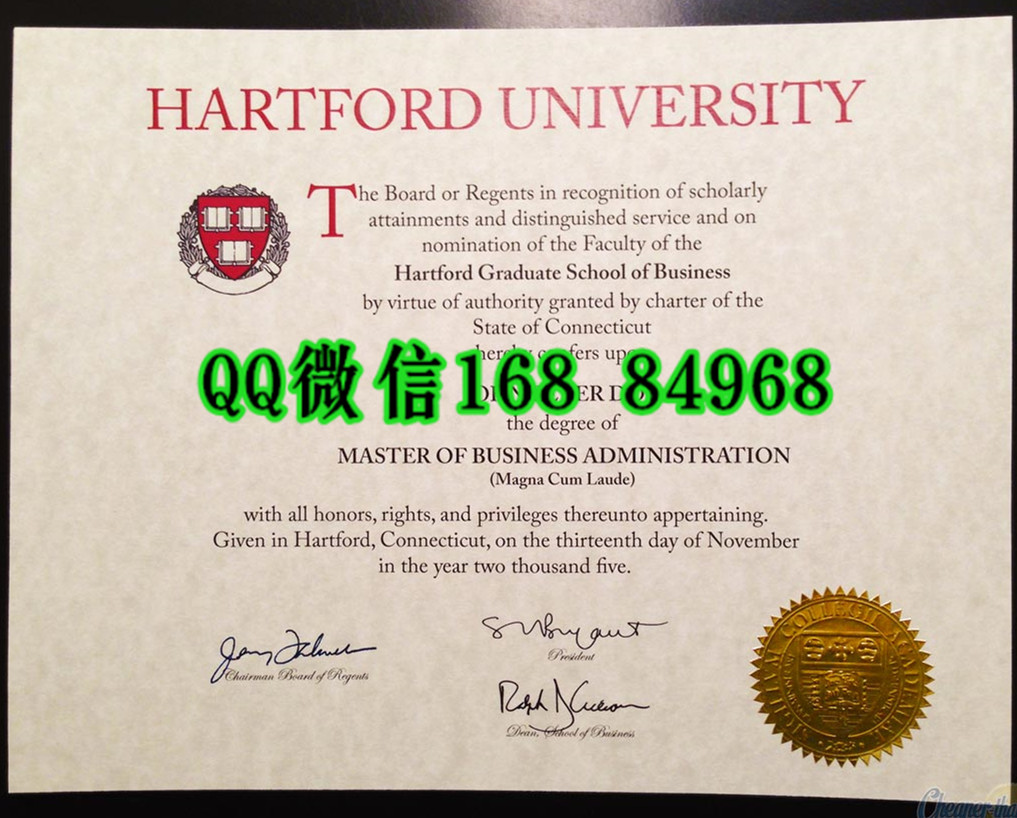 HARTFORD UNIVERSITY
The Board or Regents in recognition of scholarly
attainments and distinguished service and on
nomination of the Faculty of the
Hartford Graduate School of Business
by virtue of authority granted by charter of the
State of Connecticut
hereby confers upon
QQ微信168 84968
the degree of
MASTER OF BUSINESS ADMINISTRATION
(Magna Cum Laude)
with all honors, rights, and privileges thereunto appertaining.
Given in Hartford, Connecticut, on the thirteenth day of November
in the year two thousand five.
President
Chairman Board of Regents
Dean, School of Business